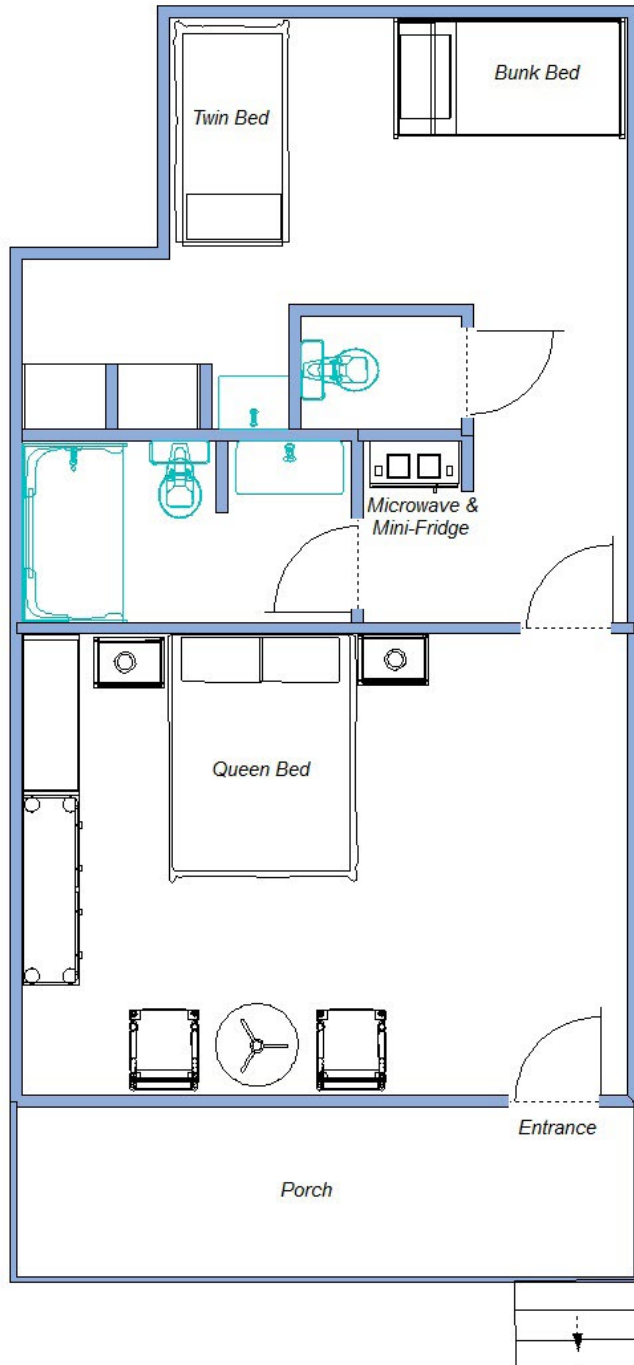 Bunk Bed
Twin Bed
Microwave &
Mini-Fridge
Queen Bed
Entrance
Porch